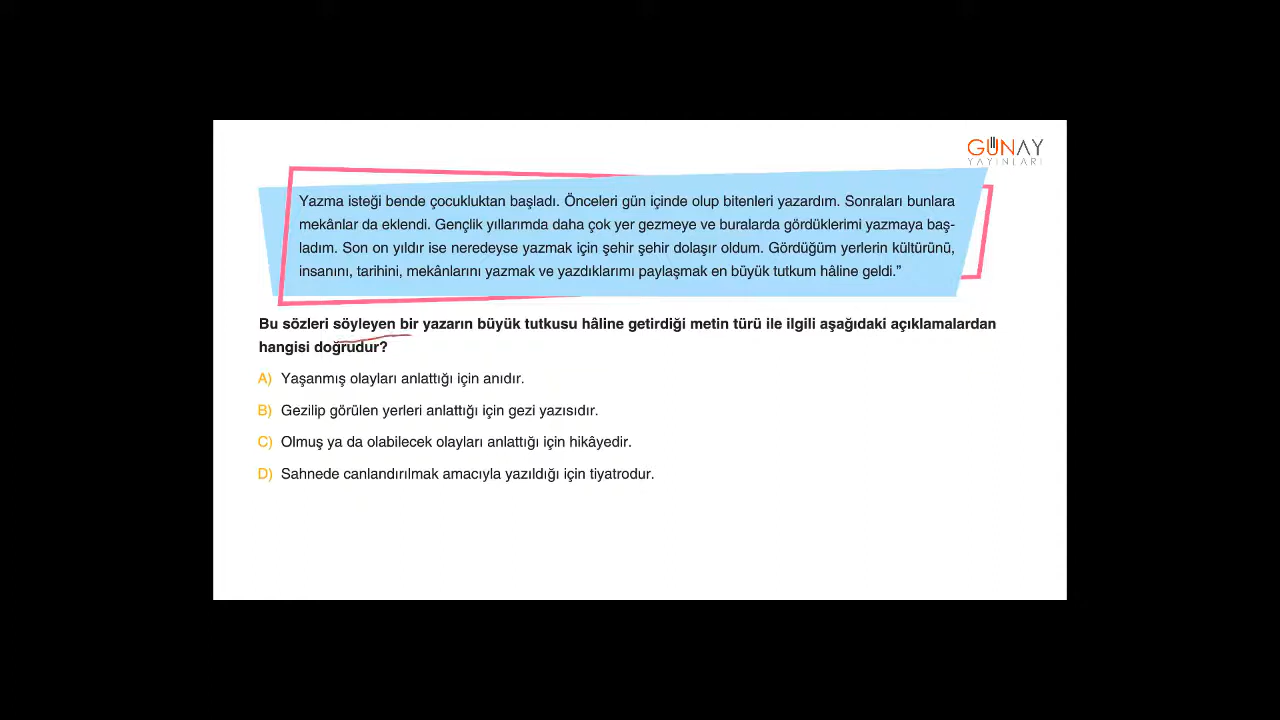 GÜNAY
YAYINLARI
Yazma isteği bende çocukluktan başladı. Önceleri gün içinde olup bitenleri yazardım. Sonraları bunlara
mekânlar da eklendi. Gençlik yıllarımda daha çok yer gezmeye ve buralarda gördüklerimi yazmaya baş-
ladım. Son on yıldır ise neredeyse yazmak için şehir şehir dolaşır oldum. Gördüğüm yerlerin kültürünü,
insanını, tarihini, mekânlarını yazmak ve yazdıklarımı paylaşmak en büyük tutkum hâline geldi.”
Bu sözleri söyleyen bir yazarın büyük tutkusu hâline getirdiği metin türü ile ilgili aşağıdaki açıklamalardan
hangisi doğrudur?
A) Yaşanmış olayları anlattığı için anıdır.
B) Gezilip görülen yerleri anlattığı için gezi yazısıdır.
C) Olmuş ya da olabilecek olayları anlattığı için hikâyedir.
D) Sahnede canlandırılmak amacıyla yazıldığı için tiyatrodur.